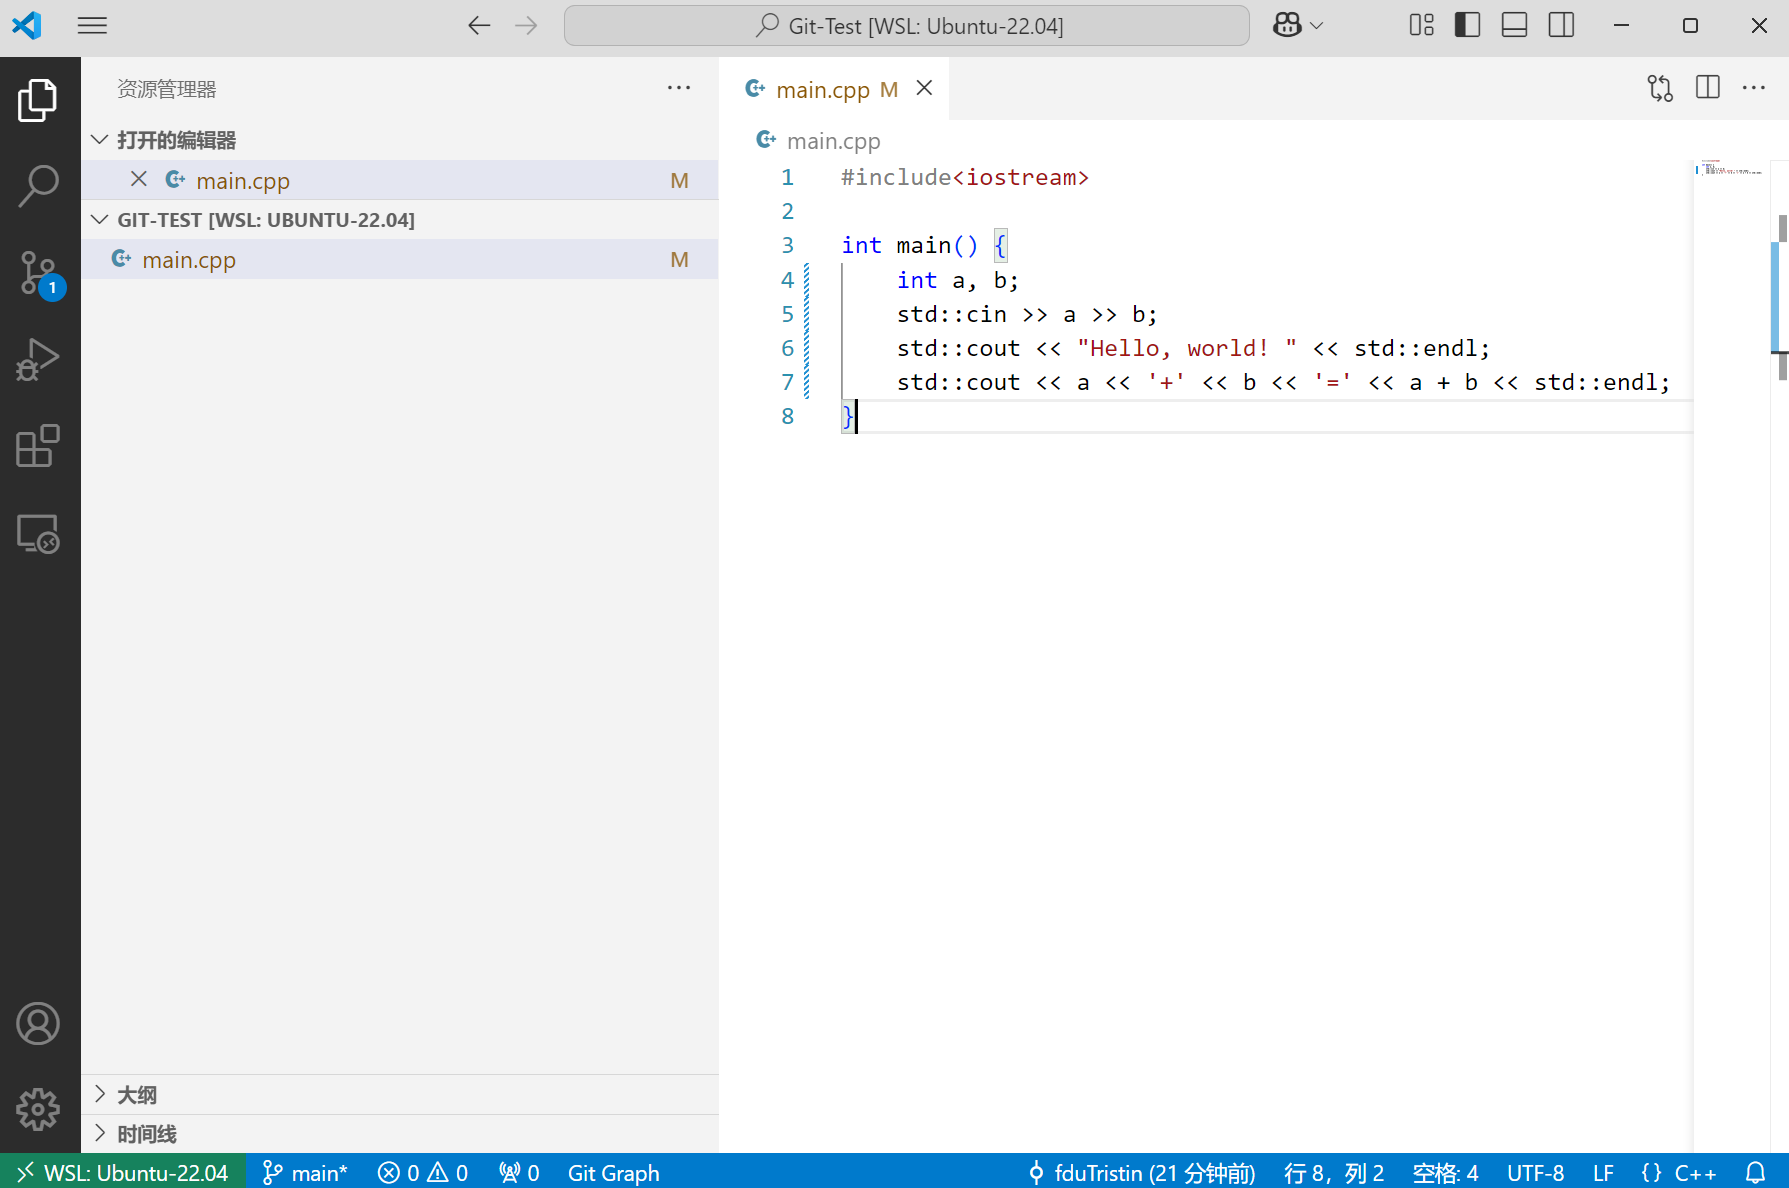 Git-Test [WSL: Ubuntu-22.04]
资源管理器
打开的编辑器
main.cpp M
GIT-TEST [WSL: UBUNTU-22.04]
main.cpp M
大纲
时间线
main.cpp M
main.cpp
1 #include<iostream>
2
3 int main() {
4 int a, b;
5 std::cin >> a >> b;
6 std::cout << "Hello, world! " << std::endl;
7 std::cout << a << '+' << b << '=' << a + b << std::endl;
8 }
1
WSL: Ubuntu-22.04 main* 0 0 0 Git Graph fduTristin (21 分钟前) 行 8，列 2 空格: 4 UTF-8 LF {} C++